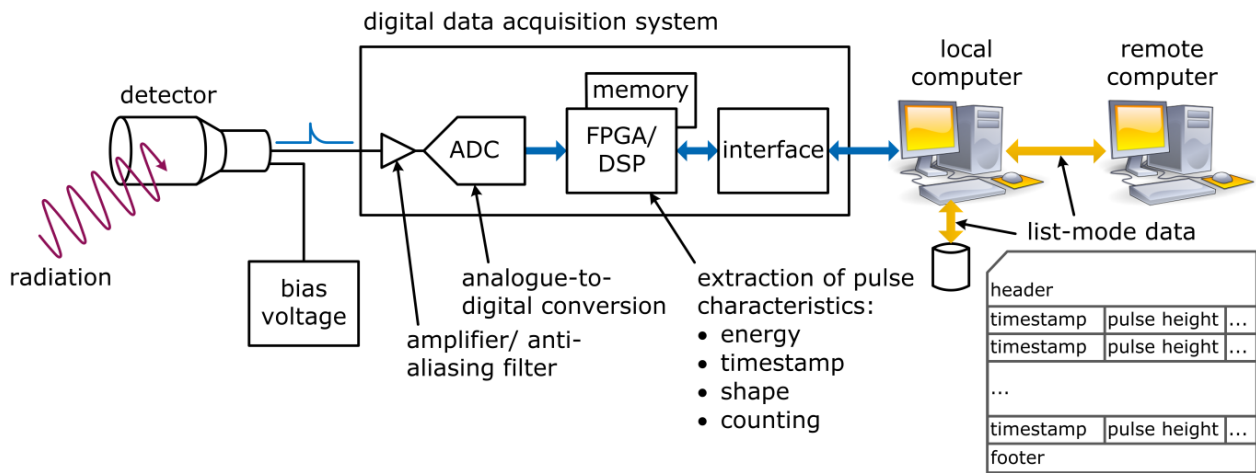 digital data acquisition system
detector
radiation
bias
voltage
ADC
memory
FPGA/
DSP
interface
local
computer
remote
computer
amplifier/ anti-
aliasing filter
analogue-to-
digital conversion
extraction of pulse
characteristics:
• energy
• timestamp
• shape
• counting
list-mode data
header
timestamp pulse height ...
timestamp pulse height ...
...
timestamp pulse height ...
footer